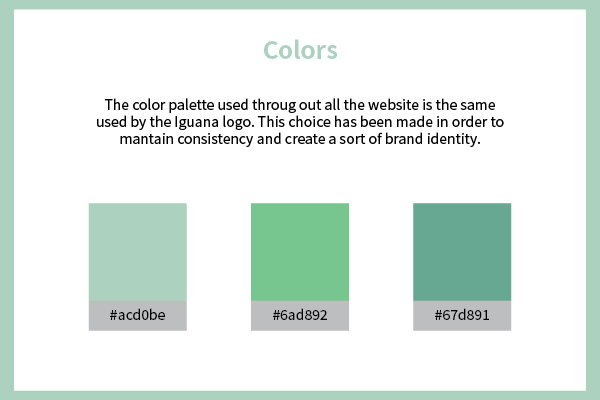 Colors
The color palette used throug out all the website is the same
used by the Iguana logo. This choice has been made in order to
mantain consistency and create a sort of brand identity.
#acd0be
#6ad892
#67d891